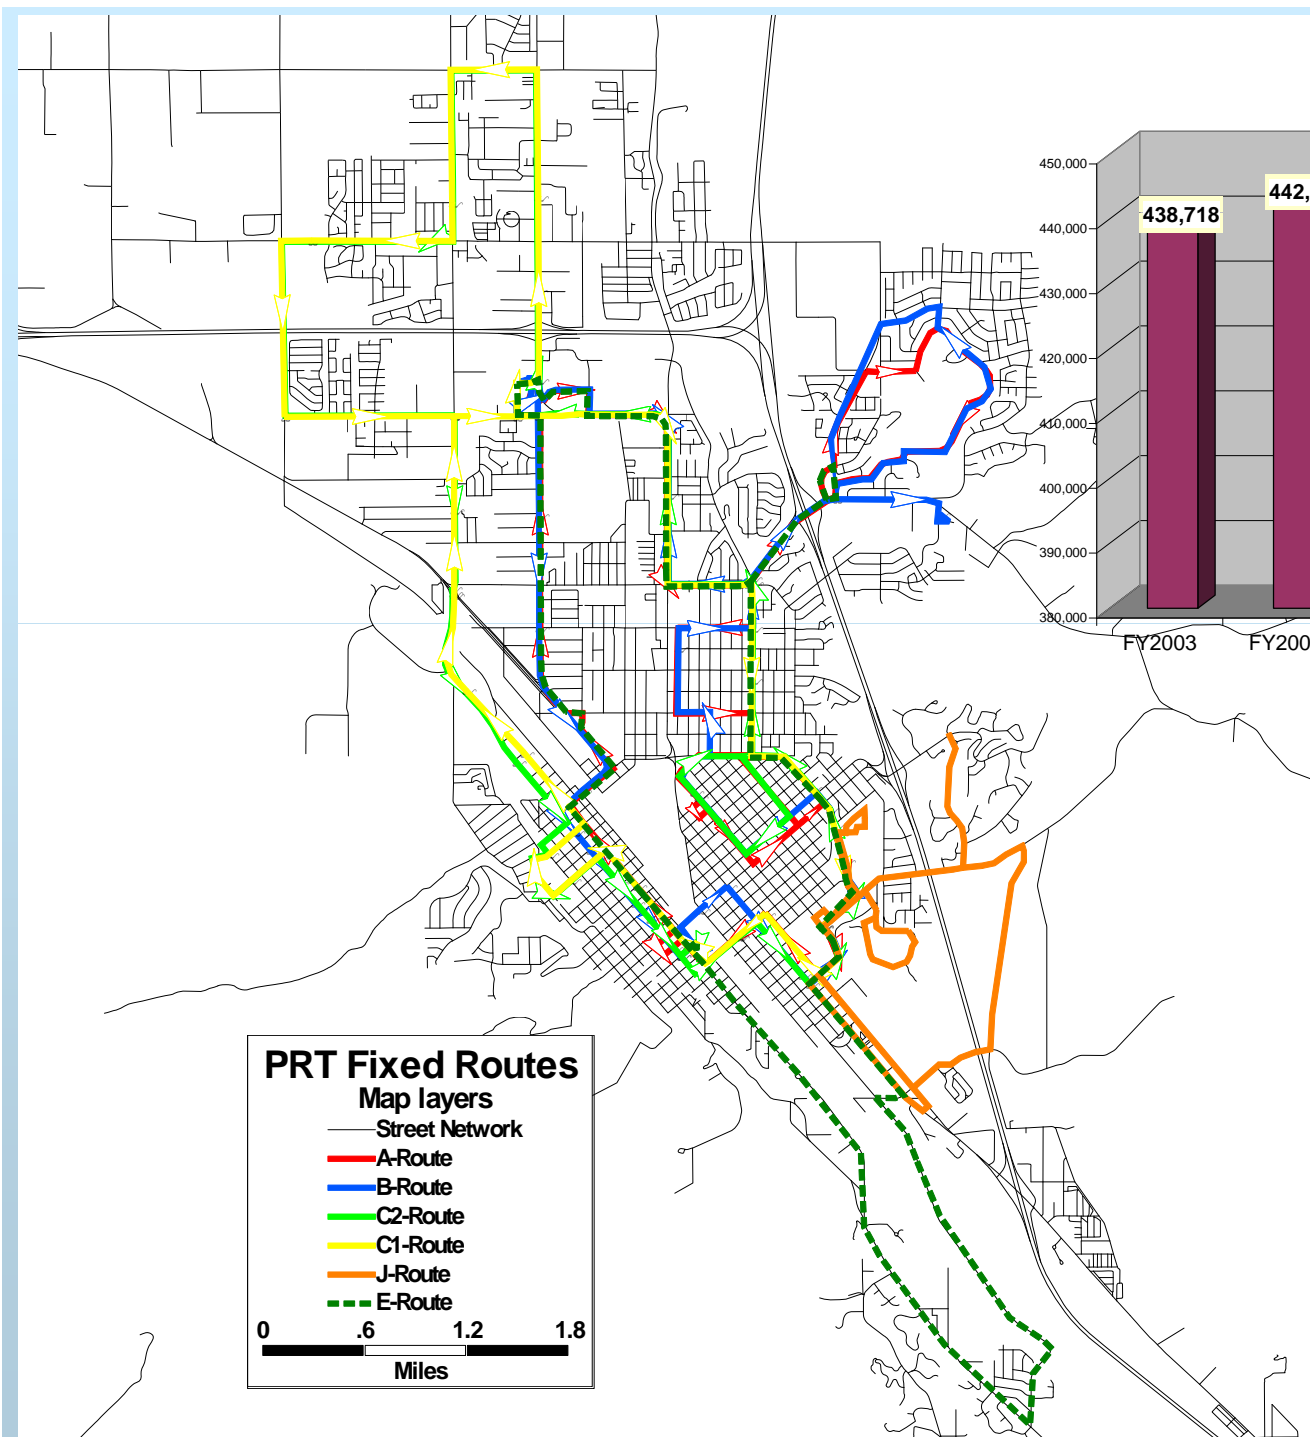 450,000
442,
438,718
440,000
430,000
420,000
410,000
400,000
390,000
380,000
FY2003
FY200
PRT Fixed Routes
Map layers
Street Network
A-Route
B-Route
C2-Route
C1-Route
J-Route
E-Route
0 .6 1.2 1.8
Miles